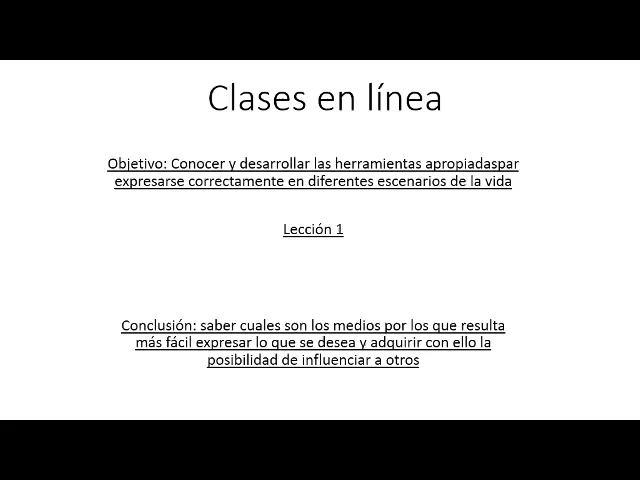 Clases en línea
Objetivo: Conocer y desarrollar las herramientas apropiadaspar
expresarse correctamente en diferentes escenarios de la vida
Lección 1
Conclusión: saber cuales son los medios por los que resulta
más fácil expresar lo que se desea y adquirir con ello la
posibilidad de influenciar a otros